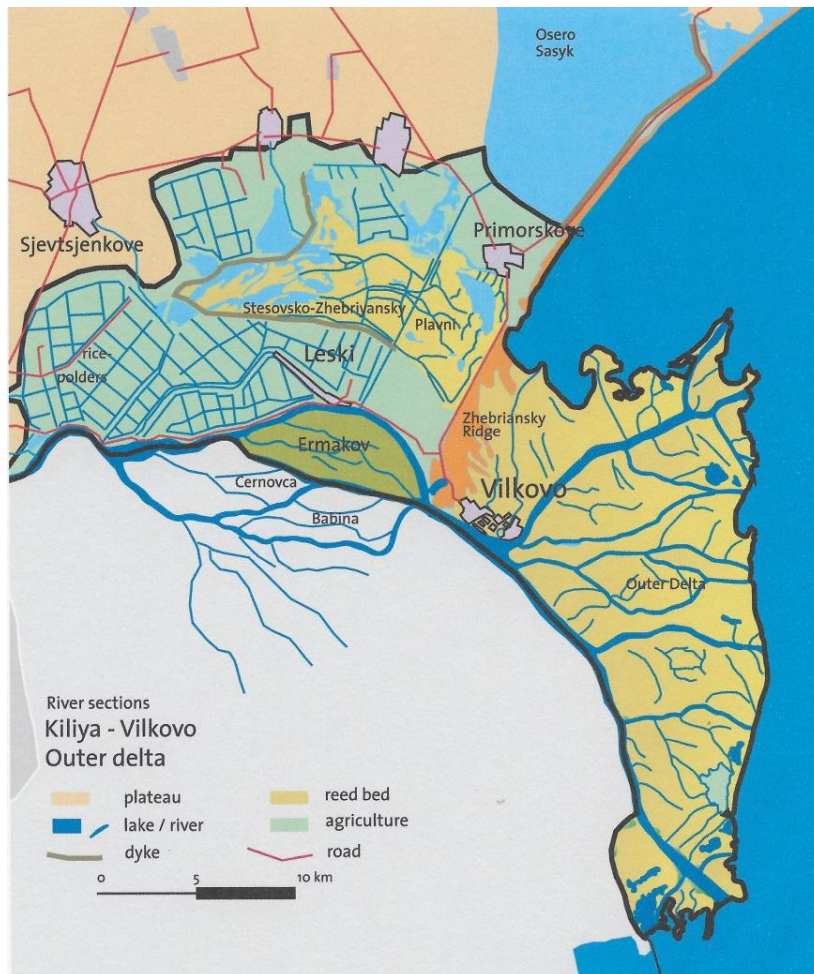 Osero
Sasyk
Sjevtsjenkove
Primorskove
Stesovsko-Zhebrivansky
Plavni
rice-
polders
Leski
Zhebriansky
Ridge
Ermakov
Cernovca
Vilkovo
Babina
Outer Delta
River sections
Kiliya - Vilkovo
Outer delta
plateau
reed bed
lake / river
agriculture
dyke
road
0 5 10 km